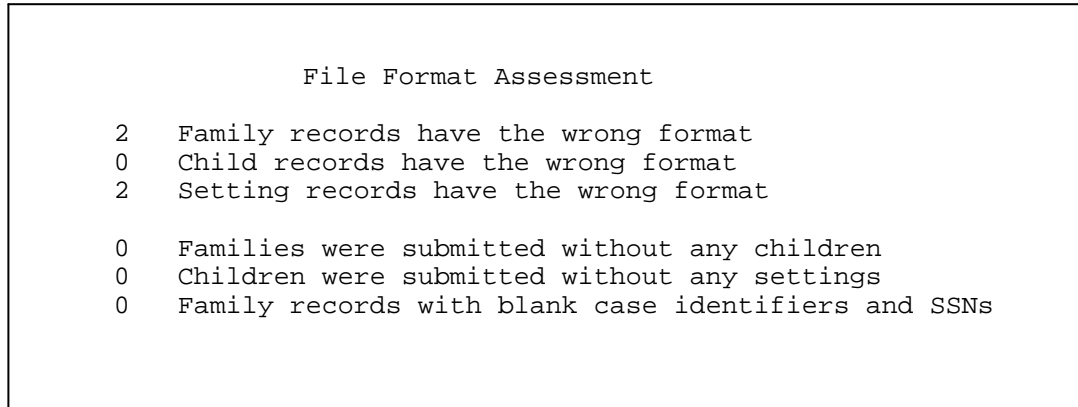 File Format Assessment
2 Family records have the wrong format
0 Child records have the wrong format
2 Setting records have the wrong format
0 Families were submitted without any children
0 Children were submitted without any settings
0 Family records with blank case identifiers and SSNs